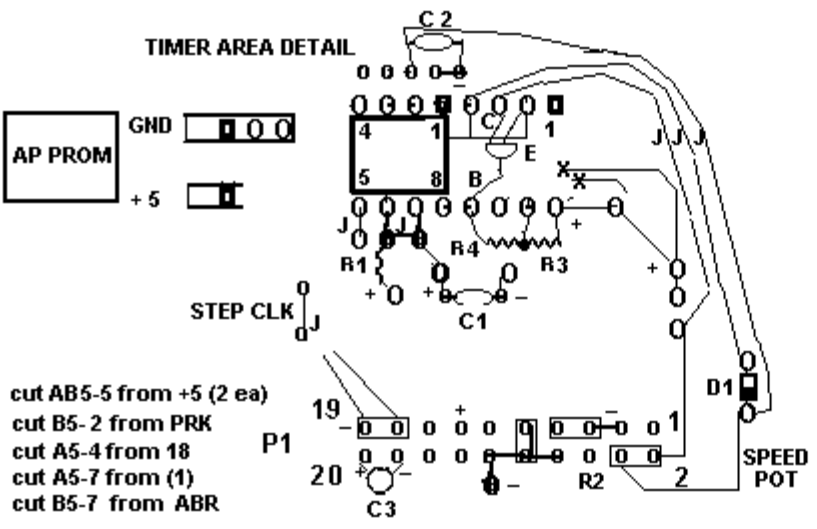 C 2
TIMER AREA DETAIL
-
GND
AP PROM
+ 5
4
1
C
1
E
5
8
B
X
X
J J J
+
J
J
R1
R4
R3
+
+
+
-
C1
STEP CLK
J
D1
cut AB5-5 from +5 (2 ea)
cut B5-2 from PRK
cut A5-4 from 18
cut A5-7 from (1)
cut B5-7 from ABR
P1
19
-
+
-
1
20
+
-
C3
-
R2
2
SPEED
POT